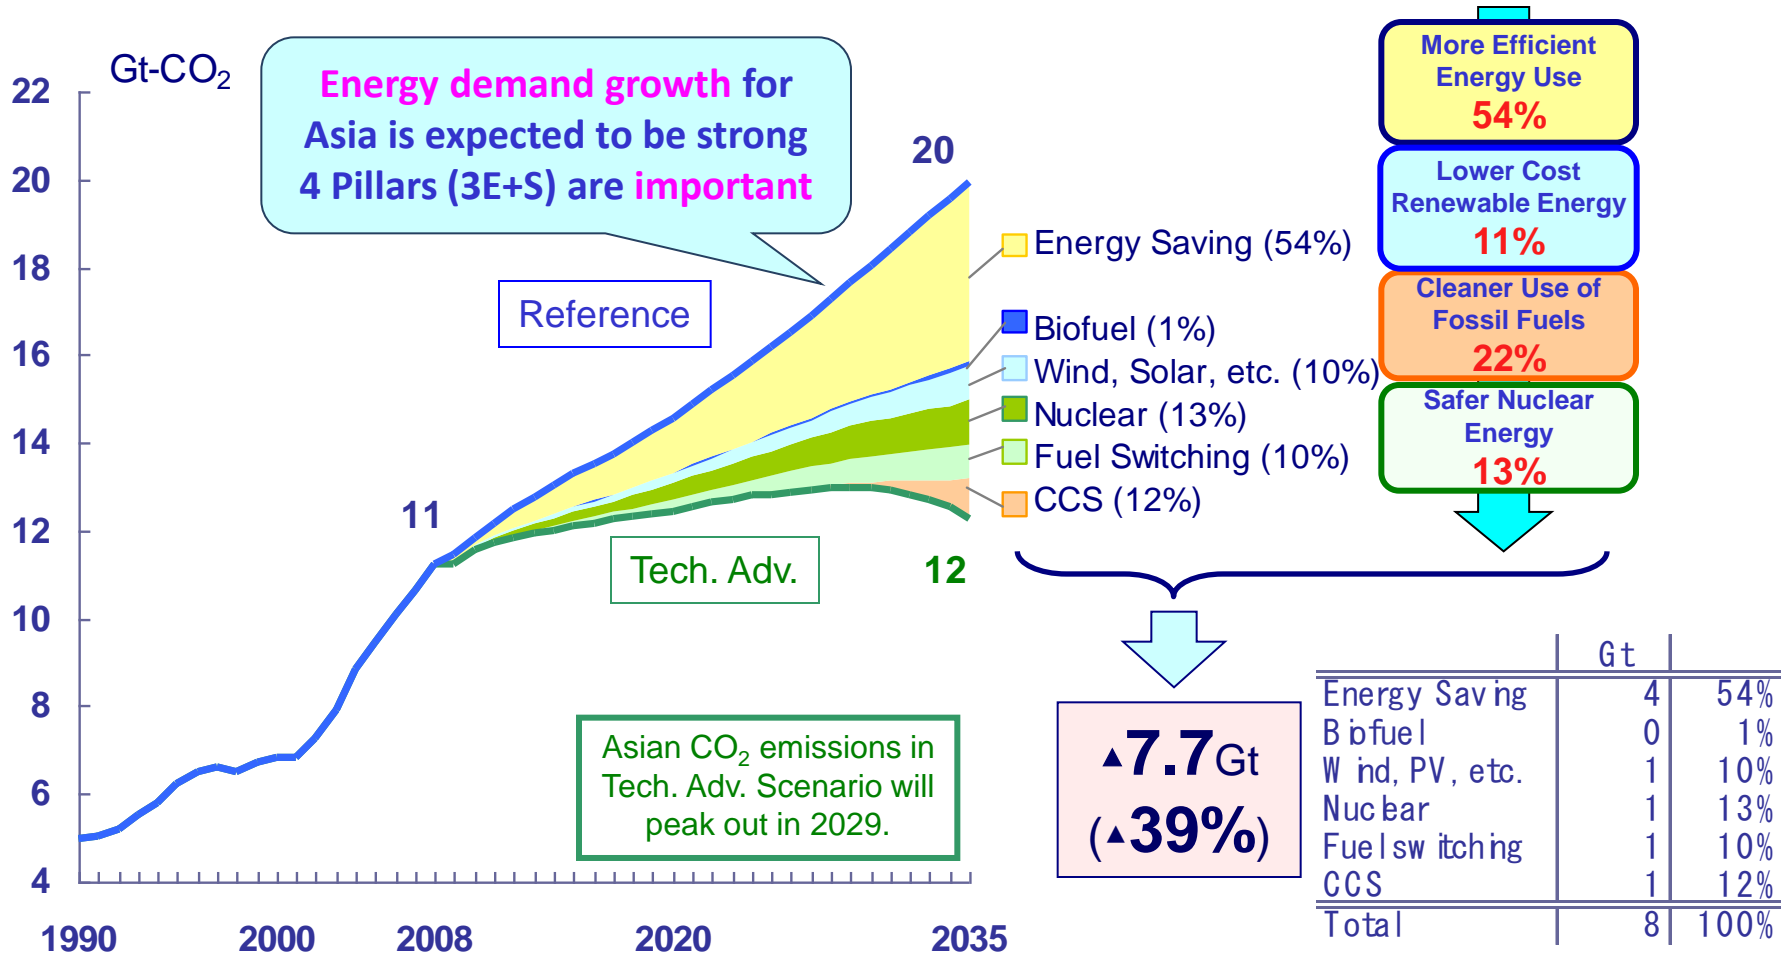 Gt-CO2
22
20
18
16
14
12
10
8
6
4
1990
2000
2008
2020
2035
Energy demand growth for
Asia is expected to be strong
4 Pillars (3E+S) are important
20
11
12
Reference
Tech. Adv.
Asian CO2 emissions in
Tech. Adv. Scenario will
peak out in 2029.
Energy Saving (54%)
Biofuel (1%)
Wind, Solar, etc. (10%)
Nuclear (13%)
Fuel Switching (10%)
CCS (12%)
More Efficient
Energy Use
54%
Lower Cost
Renewable Energy
11%
Cleaner Use of
Fossil Fuels
22%
Safer Nuclear
Energy
13%
▲7.7Gt
(▲39%)
Gt
Energy Saving 4 54%
Biofuel 0 1%
Wind, PV, etc. 1 10%
Nuclear 1 13%
Fuel switching 1 10%
CCS 1 12%
Total 8 100%